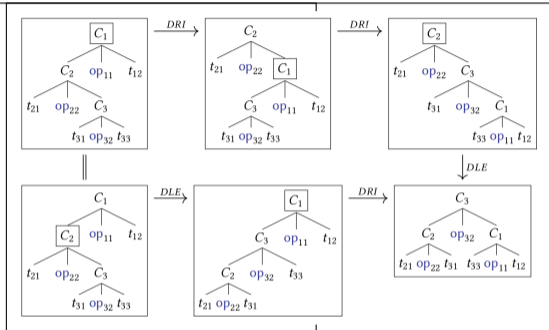 C₁ DRI C₂ DRI C₂
C₂ op₁₁ t₁₂ t₂₁ op₂₂ C₁ t₂₁ op₂₂ C₃
t₂₁ op₂₂ C₃ C₃ op₁₁ t₁₂ t₃₁ op₃₂ C₁
t₃₁ op₃₂ t₃₃ t₃₁ op₃₂ t₃₃ t₃₃ op₁₁ t₁₂
DLE
C₁ DLE C₁ DRI C₃
C₂ op₁₁ t₁₂ C₃ op₁₁ t₁₂ C₂ op₃₂ C₁
t₂₁ op₂₂ C₃ C₂ op₃₂ t₃₃ t₂₁ op₂₂ t₃₁ t₃₃ op₁₁ t₁₂
t₃₁ op₃₂ t₃₃ t₂₁ op₂₂ t₃₁